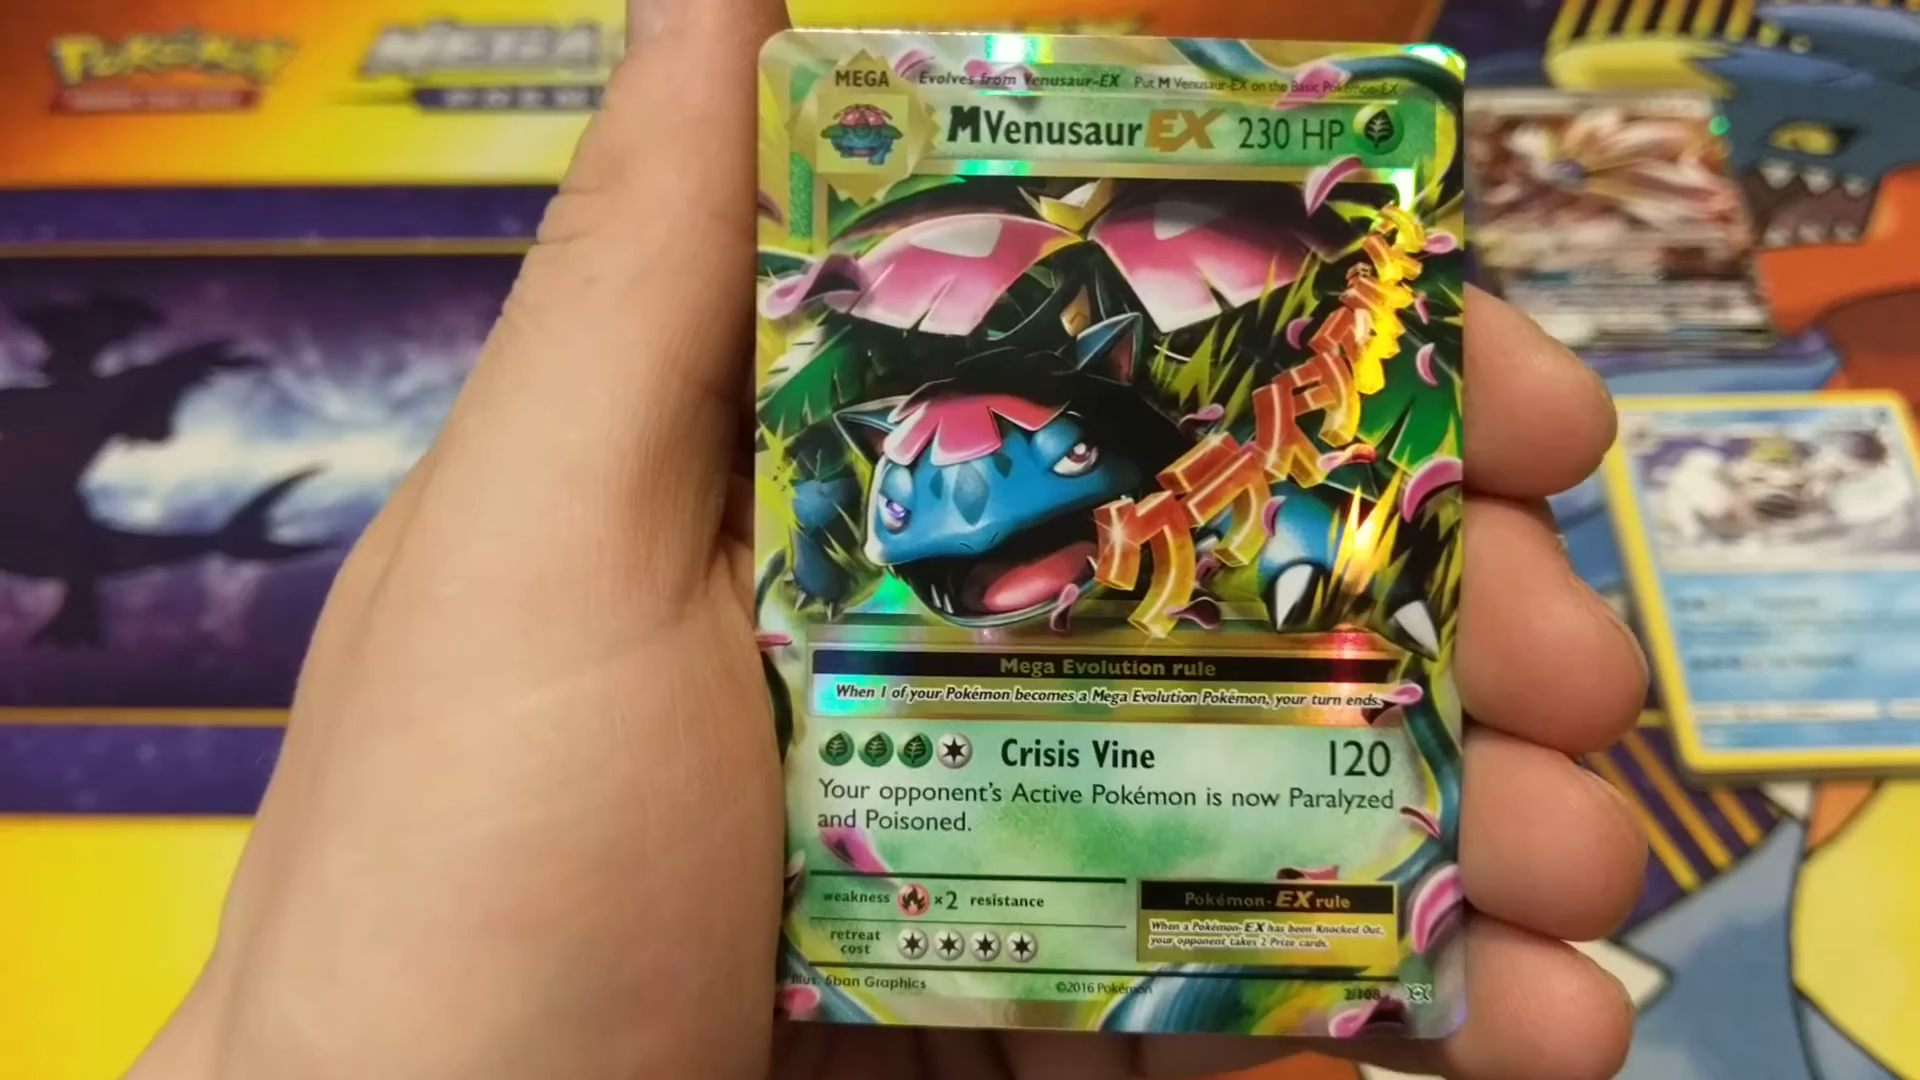 Pokémon
MEGA
MEGA
Evolves from Venusaur-EX Put M Venusaur-EX on the Basic Pokémon-EX
MVenusaurEX 230 HP
Mega Evolution rule
When 1 of your Pokémon becomes a Mega Evolution Pokémon, your turn ends.
Crisis Vine 120
Your opponent's Active Pokémon is now Paralyzed
and Poisoned.
weakness ×2 resistance
Pokémon-EX rule
When a Pokémon-EX has been Knocked Out,
your opponent takes 2 Prize cards.
retreat
cost
Illus. 5ban Graphics
©2016 Pokémon
2/108